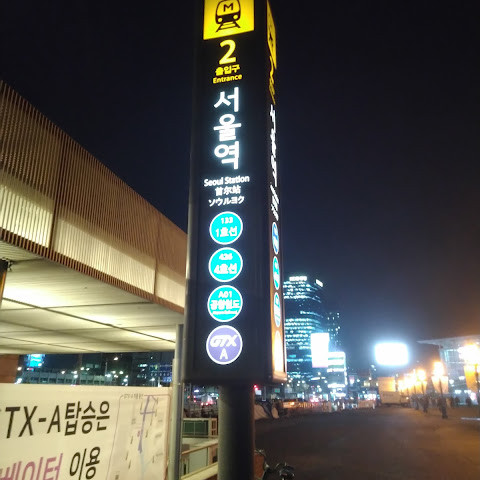 M
2
출입구
Entrance
서울역
Seoul Station
首尔站
ソウルヨク
133
1호선
426
4호선
A01
공항철도
GTX
A
TX-A탑승은
베이터 이용